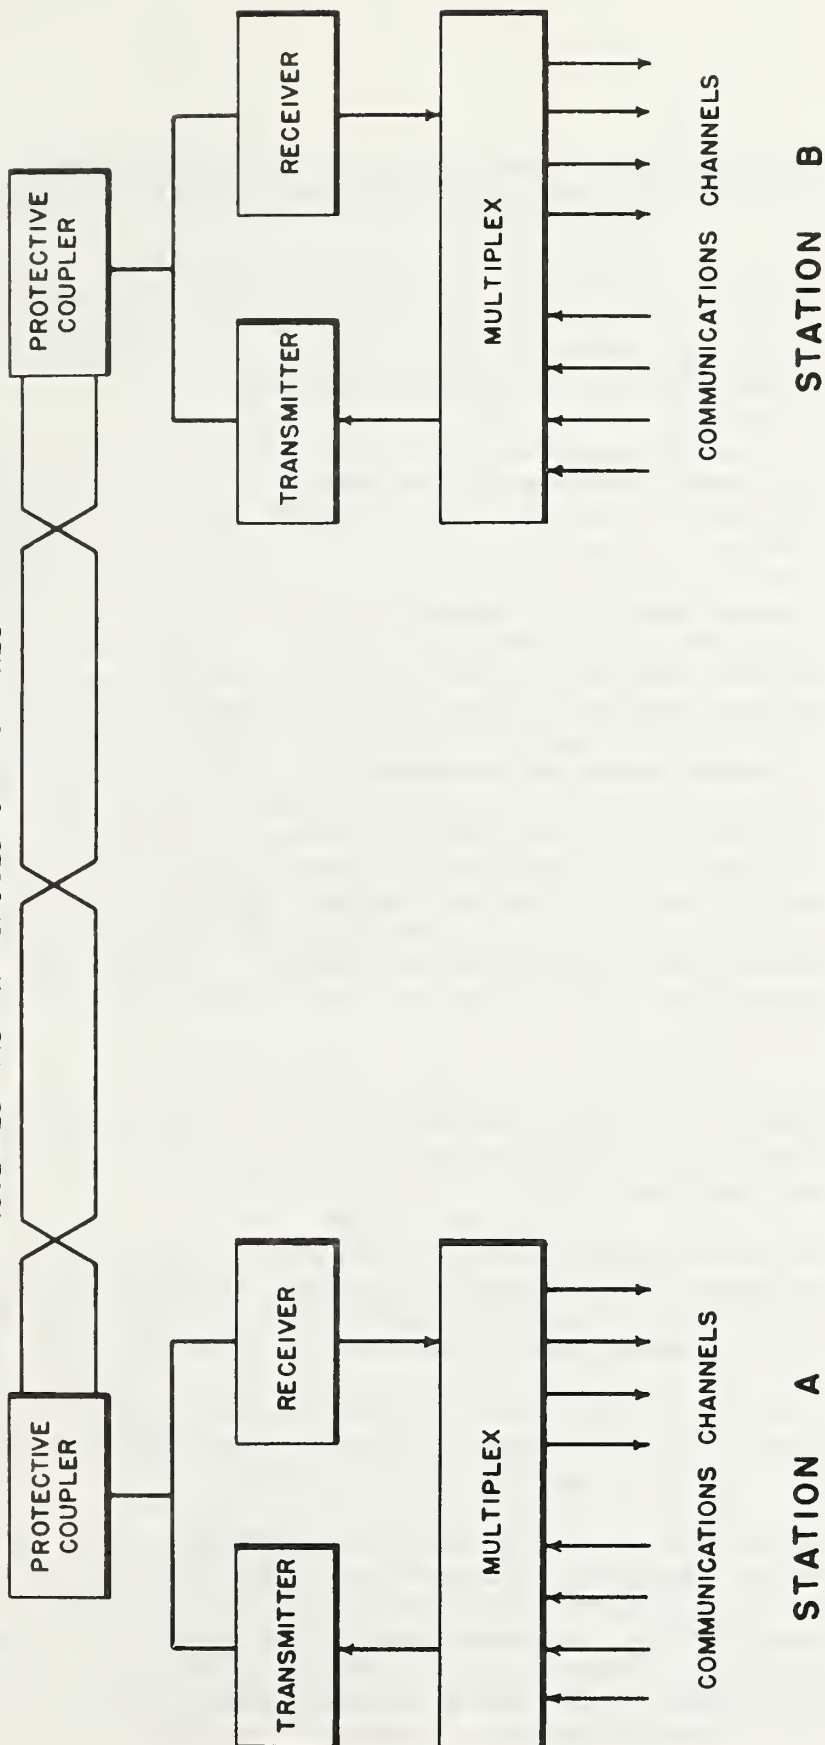 PROTECTIVE
COUPLER
PROTECTIVE
COUPLER
TRANSMITTER
RECEIVER
TRANSMITTER
RECEIVER
MULTIPLEX
MULTIPLEX
COMMUNICATIONS CHANNELS
COMMUNICATIONS CHANNELS
STATION A
STATION B